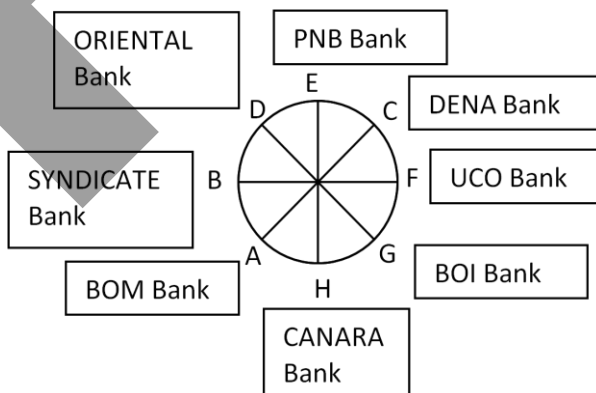 ORIENTAL
Bank
PNB Bank
E
D
C
DENA Bank
SYNDICATE
Bank
B
F
UCO Bank
A
G
BOM Bank
BOI Bank
H
CANARA
Bank